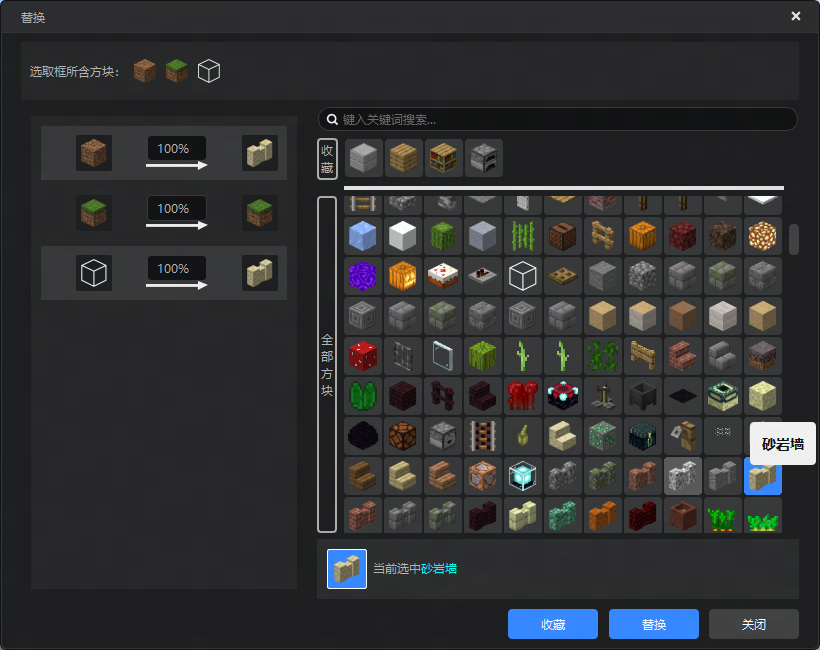 替换
选取框所含方块：
键入关键词搜索...
收藏
100%
100%
100%
全部方块
砂岩墙
当前选中砂岩墙
收藏
替换
关闭